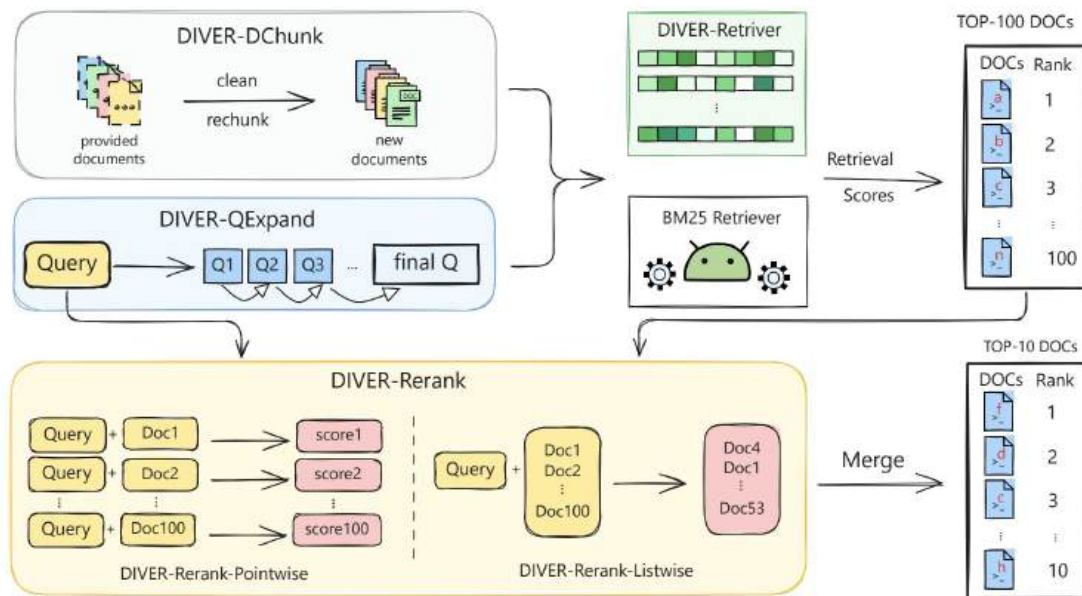 DIVER-DChunk
clean
rechunk
provided
documents
new
documents
DOC
DIVER-QExpand
Query
Q1
Q2
Q3
...
final Q
DIVER-Retriver
⋮
BM25 Retriever
Retrieval
Scores
TOP-100 DOCs
DOCs Rank
a >_ 1
b >_ 2
c >_ 3
⋮ ⋮
n >_ 100
DIVER-Rerank
Query + Doc1 score1
Query + Doc2 score2
⋮ ⋮ ⋮
Query + Doc100 score100
DIVER-Rerank-Pointwise
Query +
Doc1
Doc2
⋮
Doc100
Doc4
Doc1
⋮
Doc53
DIVER-Rerank-Listwise
Merge
TOP-10 DOCs
DOCs Rank
f >_ 1
d >_ 2
c >_ 3
⋮ ⋮
h >_ 10